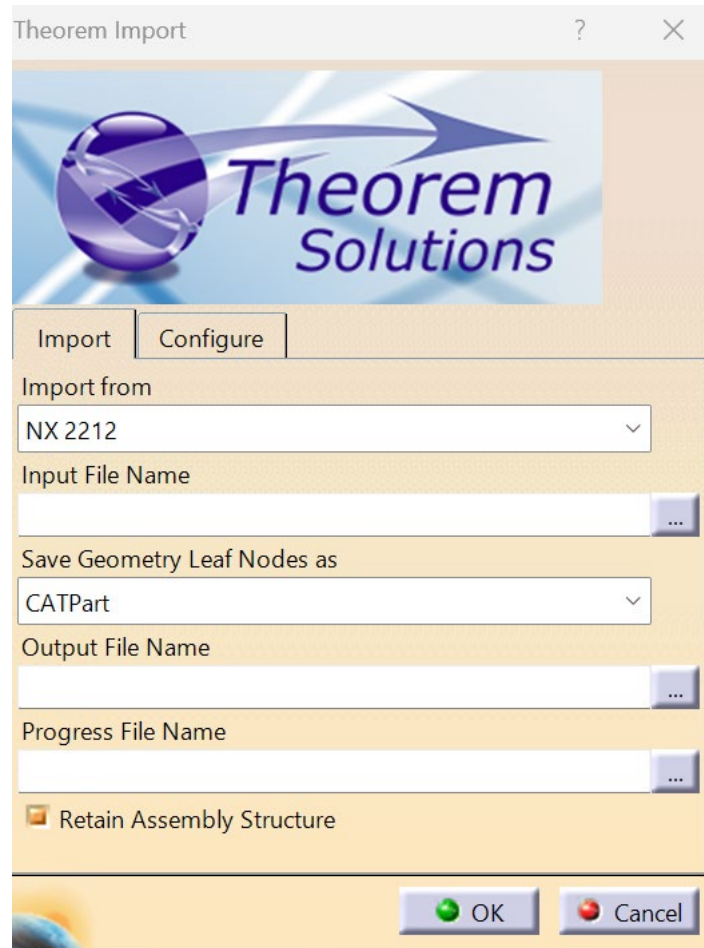 Theorem Import ?
Theorem
Solutions
Import Configure
Import from
NX 2212
Input File Name
...
Save Geometry Leaf Nodes as
CATPart
Output File Name
...
Progress File Name
...
Retain Assembly Structure
OK Cancel